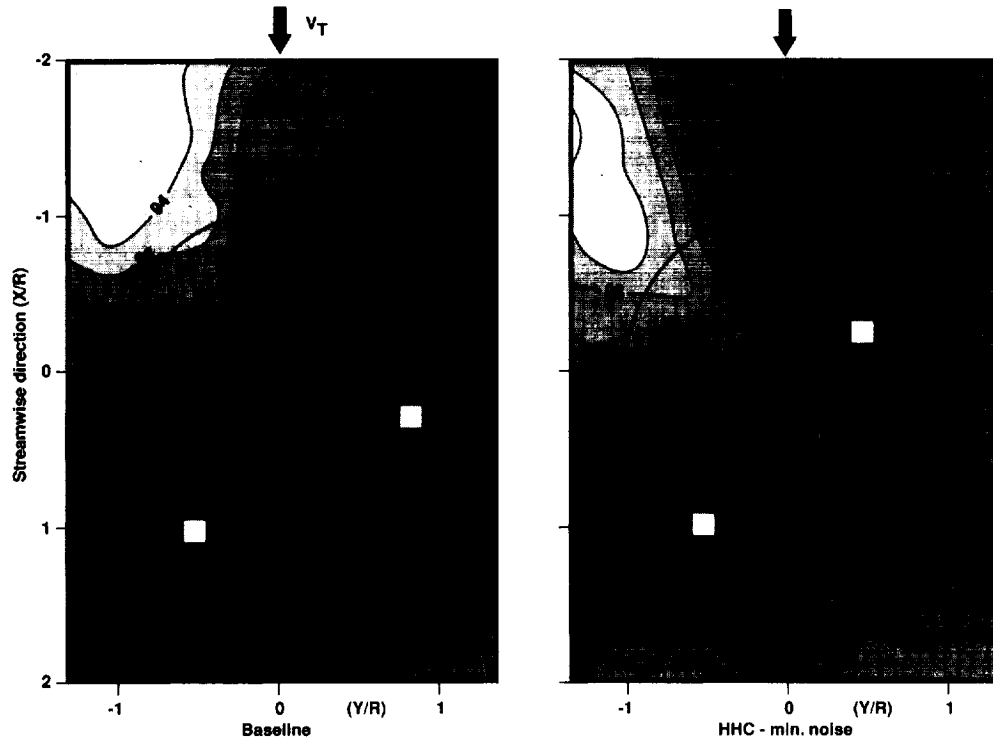 V_T
-2
-1
0
1
2
Streamwise direction (X/R)
0.4
-1 0 (Y/R) 1
Baseline
-1 0 (Y/R) 1
HHC - min. noise